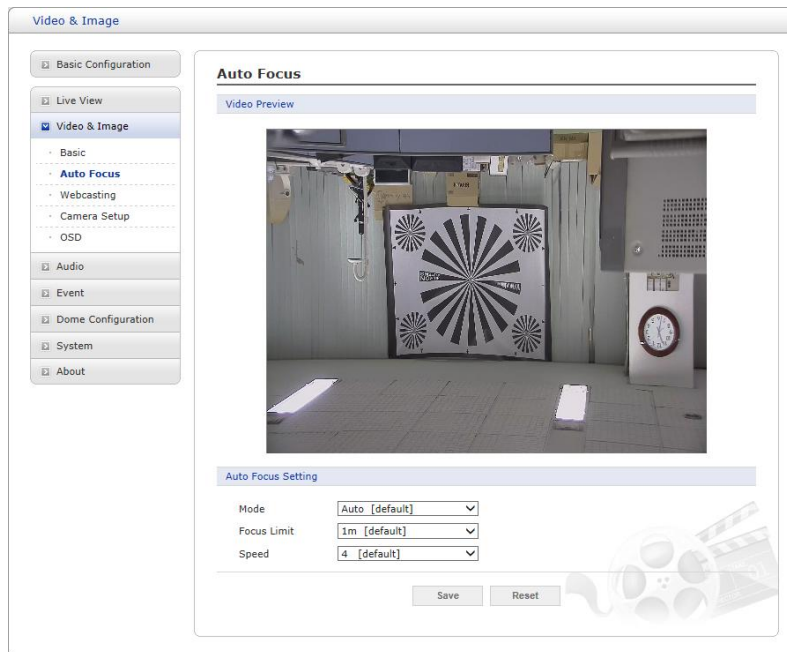 Video & Image
Basic Configuration
Live View
Video & Image
Basic
Auto Focus
Webcasting
Camera Setup
OSD
Audio
Event
Dome Configuration
System
About
Auto Focus
Video Preview
Auto Focus Setting
Mode Auto [default]
Focus Limit 1m [default]
Speed 4 [default]
Save Reset